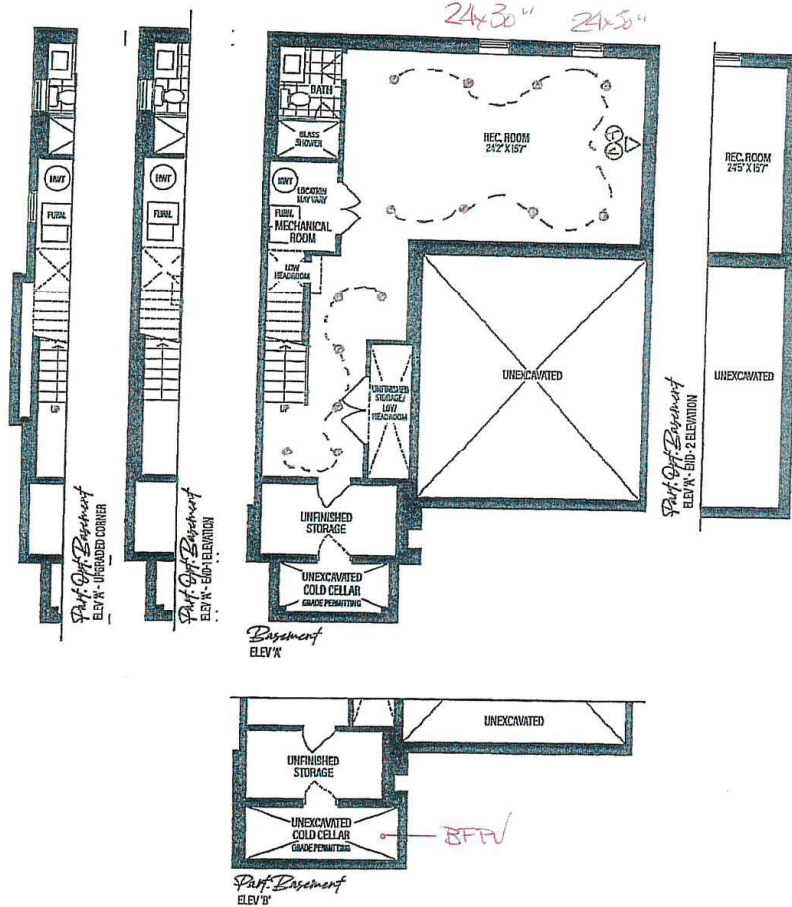 24x30" 24x30"
BATH
GLASS
SHOWER
REC. ROOM
24'2" X 15'7"
REC. ROOM
24'5" X 15'7"
HWT
HWT
HWT
LOCATION
MAY VARY
FURN.
FURN.
FURN.
MECHANICAL
ROOM
LOW
HEADROOM
UNEXCAVATED
UNEXCAVATED
UNFINISHED
STORAGE/
LOW
HEADROOM
UP
UP
UP
UNFINISHED
STORAGE
UNEXCAVATED
COLD CELLAR
GRADE PERMITTING
Part. Opt. Basement
ELEV 'A' - UPGRADED CORNER
Part. Opt. Basement
ELEV 'A' - END-1 ELEVATION
Part. Opt. Basement
ELEV 'A' - END-2 ELEVATION
Basement
ELEV 'A'
UNEXCAVATED
UNFINISHED
STORAGE
UNEXCAVATED
COLD CELLAR
GRADE PERMITTING
BFPV
Part. Basement
ELEV 'B'